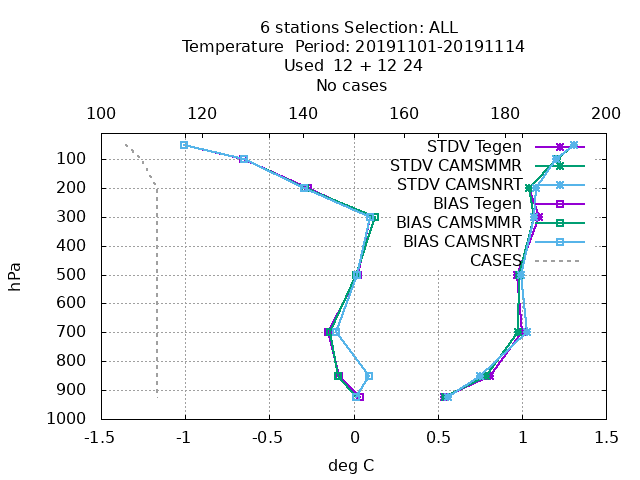 6 stations Selection: ALL
Temperature  Period: 20191101-20191114
Used  12 + 12 24
No cases
100 120 140 160 180 200
STDV Tegen
STDV CAMSMMR
STDV CAMSNRT
BIAS Tegen
BIAS CAMSMMR
BIAS CAMSNRT
CASES
hPa
100
200
300
400
500
600
700
800
900
1000
-1.5 -1 -0.5 0 0.5 1 1.5
deg C